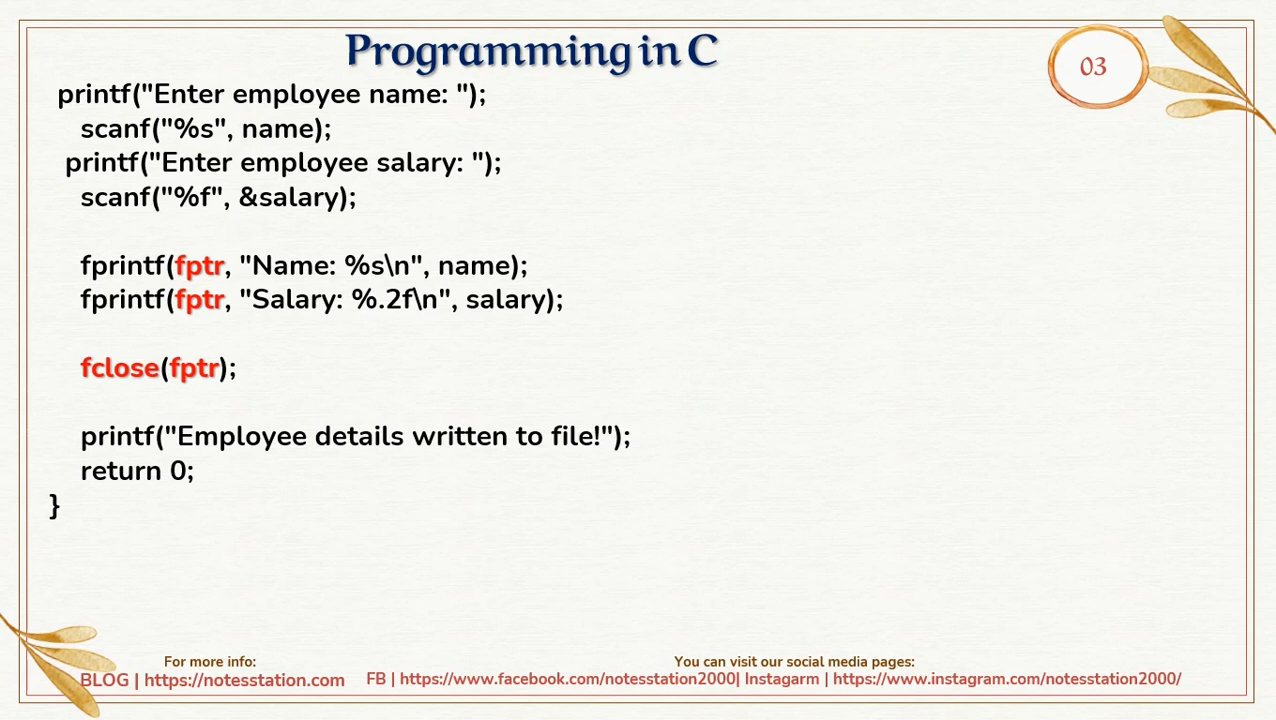 Programming in C
03
printf("Enter employee name: ");
scanf("%s", name);
printf("Enter employee salary: ");
scanf("%f", &salary);
fprintf(fptr, "Name: %s\n", name);
fprintf(fptr, "Salary: %.2f\n", salary);
fclose(fptr);
printf("Employee details written to file!");
return 0;
}
For more info:
BLOG | https://notesstation.com
You can visit our social media pages:
FB | https://www.facebook.com/notesstation2000| Instagarm | https://www.instagram.com/notesstation2000/